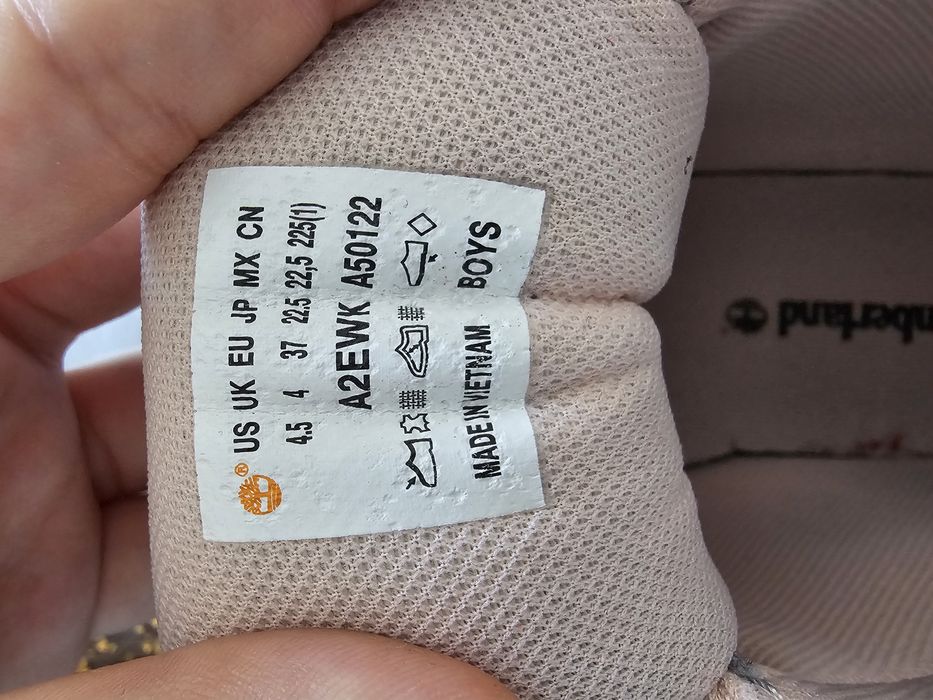 US UK EU JP MX CN
4.5 4 37 22.5 22,5 225(1)
A2EWK A50122
MADE IN VIETNAM BOYS
mberland